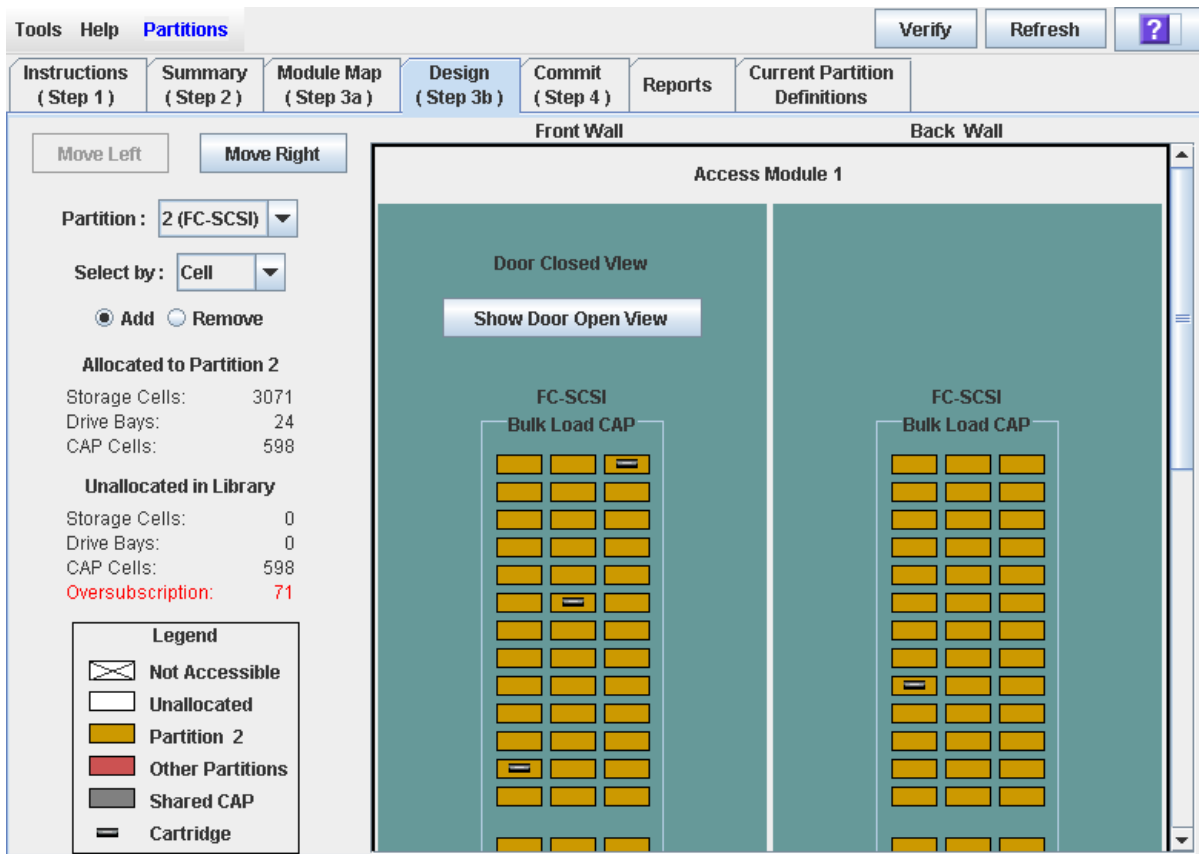 Tools Help Partitions Verify Refresh ?
Instructions
( Step 1 )
Summary
( Step 2 )
Module Map
( Step 3a )
Design
( Step 3b )
Commit
( Step 4 )
Reports
Current Partition
Definitions
Move Left Move Right
Partition : 2 (FC-SCSI)
Select by : Cell
Add Remove
Allocated to Partition 2
Storage Cells: 3071
Drive Bays: 24
CAP Cells: 598
Unallocated in Library
Storage Cells: 0
Drive Bays: 0
CAP Cells: 598
Oversubscription: 71
Legend
Not Accessible
Unallocated
Partition 2
Other Partitions
Shared CAP
Cartridge
Front Wall Back Wall
Access Module 1
Door Closed View
Show Door Open View
FC-SCSI
Bulk Load CAP
FC-SCSI
Bulk Load CAP